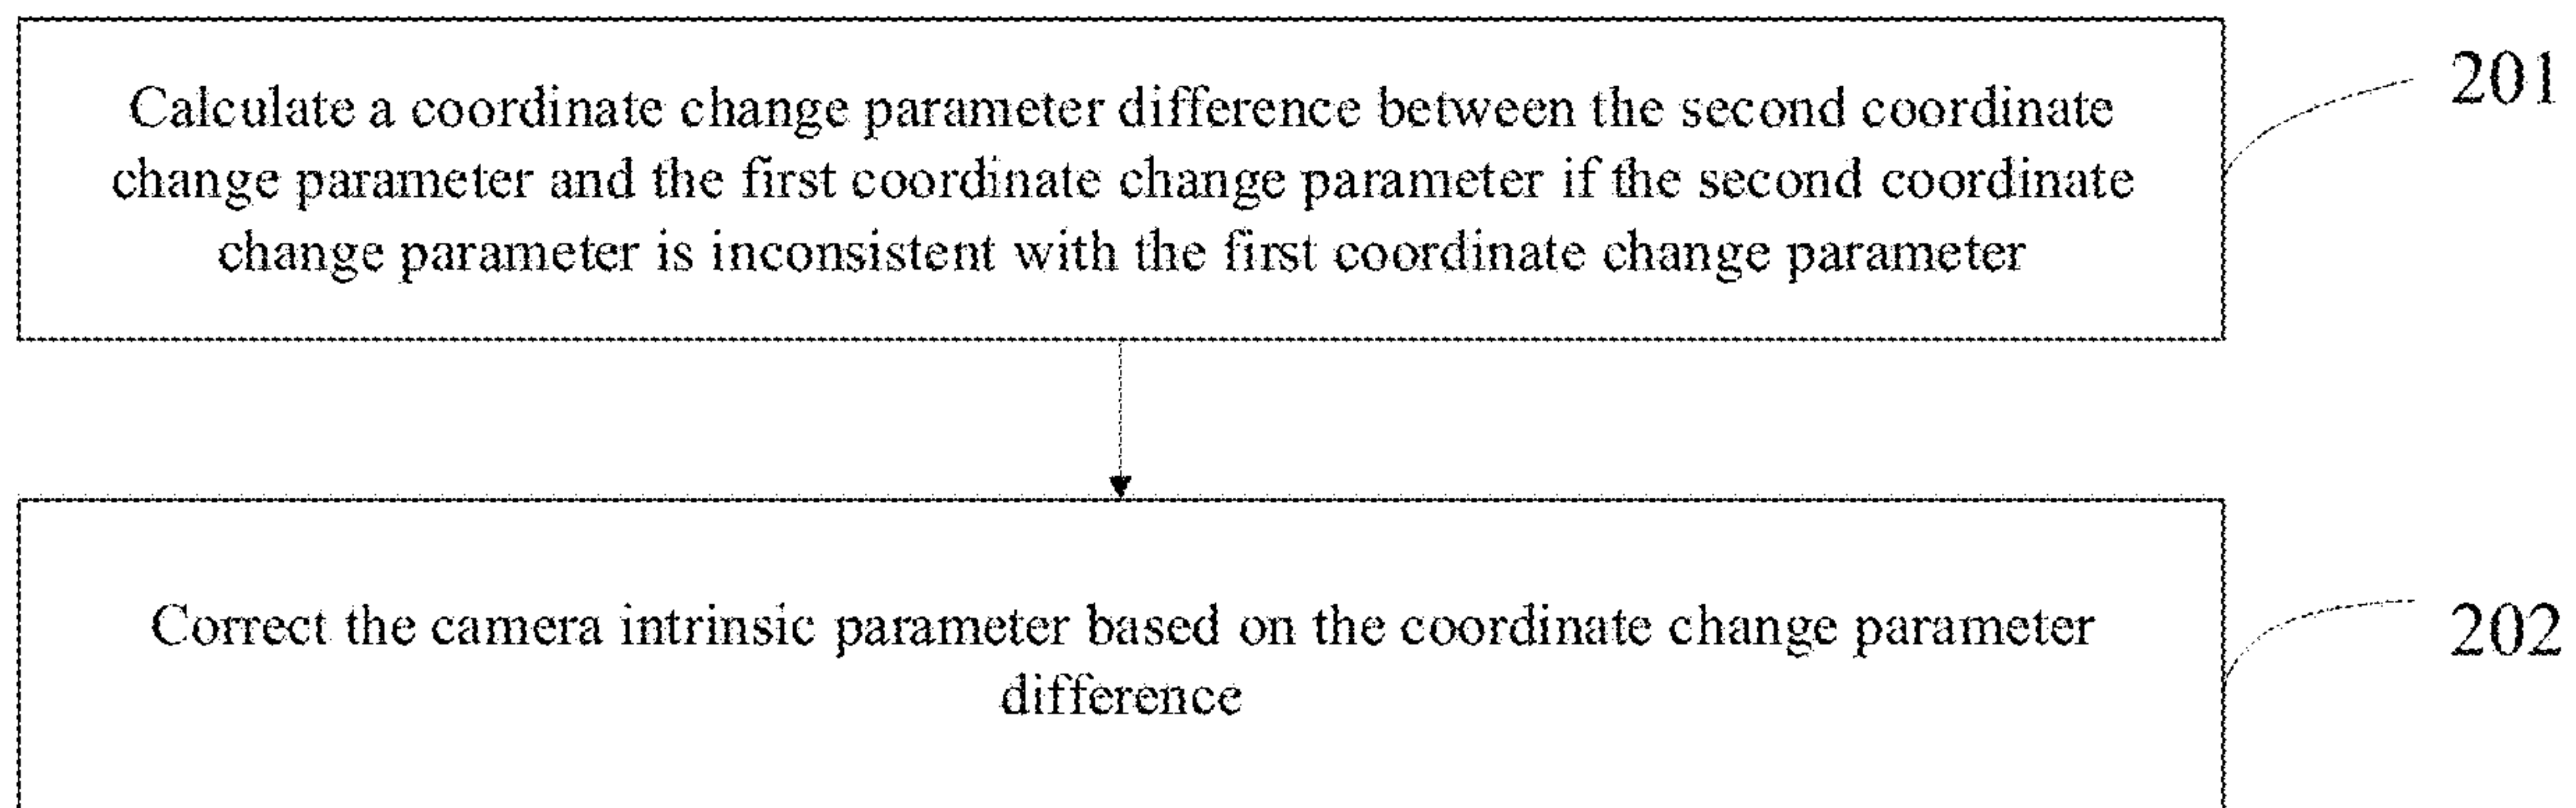 Calculate a coordinate change parameter difference between the second coordinate
change parameter and the first coordinate change parameter if the second coordinate
change parameter is inconsistent with the first coordinate change parameter
201
Correct the camera intrinsic parameter based on the coordinate change parameter
difference
202